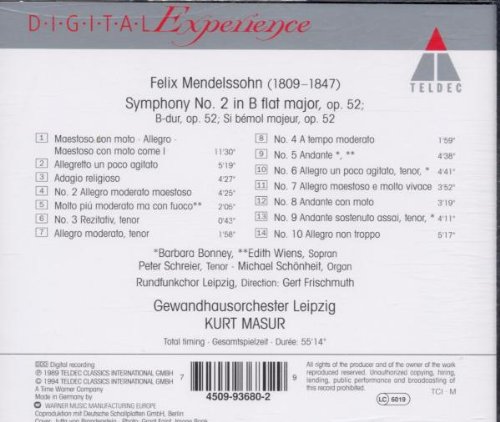 DIGITAL Experience
TELDEC
Felix Mendelssohn (1809–1847)
Symphony No. 2 in B flat major, op. 52;
B-dur, op. 52; Si bémol majeur, op. 52
1 Maestoso con moto - Allegro -
Maestoso con moto come I 11'30"
2 Allegretto un poco agitato 5'19"
3 Adagio religioso 4'27"
4 No. 2 Allegro moderato maestoso 4'25"
5 Molto più moderato ma con fuoco** 2'05"
6 No. 3 Rezitativ, tenor 0'43"
7 Allegro moderato, tenor 1'58"
8 No. 4 A tempo moderato 1'59"
9 No. 5 Andante *, ** 4'38"
10 No. 6 Allegro un poco agitato, tenor, * 4'41"
11 No. 7 Allegro maestoso e molto vivace 3'52"
12 No. 8 Andante con moto 3'19"
13 No. 9 Andante sostenuto assai, tenor, * 4'11"
14 No. 10 Allegro non troppo 5'17"
*Barbara Bonney, **Edith Wiens, Sopran
Peter Schreier, Tenor - Michael Schönheit, Organ
Rundfunkchor Leipzig, Direction: Gert Frischmuth
Gewandhausorchester Leipzig
KURT MASUR
Total timing - Gesamtspielzeit - Durée: 55'14"
DDD Digital recording
℗ 1989 TELDEC CLASSICS INTERNATIONAL GMBH
© 1994 TELDEC CLASSICS INTERNATIONAL GMBH
A Time Warner Company
Made in Germany by
WARNER MUSIC MANUFACTURING EUROPE
Coproduction mit Deutsche Schallplatten GmbH, Berlin
7 9
4509-93680-2
All rights of the producer and of the owner of the work
reproduced reserved. Unauthorized copying, hiring,
lending, public performance and broadcasting of
this record prohibited.
TCI · M
LC 6019